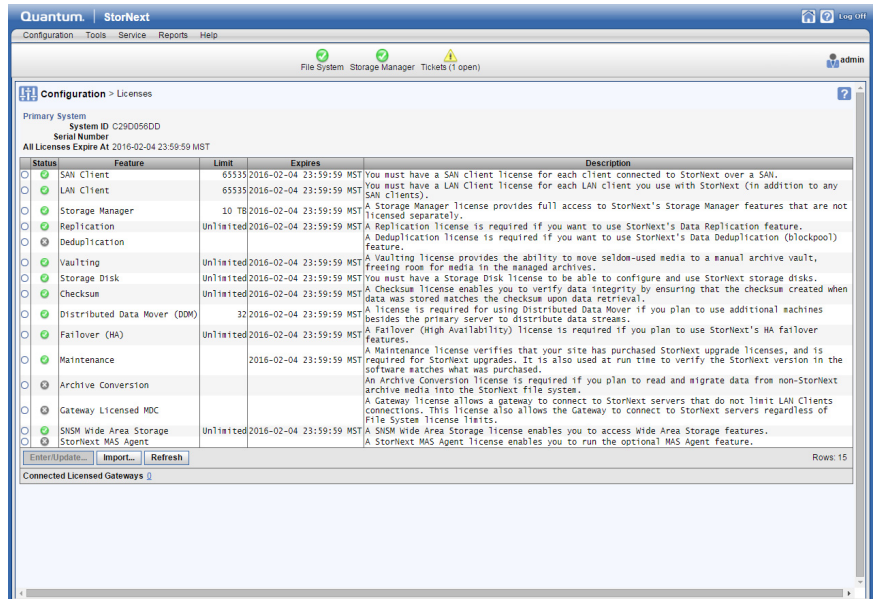 Quantum. | StorNext
Log Off
Configuration Tools Service Reports Help
File System Storage Manager Tickets (1 open)
admin
Configuration > Licenses
?
Primary System
System ID C29D056DD
Serial Number
All Licenses Expire At 2016-02-04 23:59:59 MST
Status Feature Limit Expires Description
SAN Client 65535 2016-02-04 23:59:59 MST You must have a SAN client license for each client connected to StorNext over a SAN.
LAN Client 65535 2016-02-04 23:59:59 MST You must have a LAN Client license for each LAN client you use with StorNext (in addition to any
SAN clients).
Storage Manager 10 TB 2016-02-04 23:59:59 MST A Storage Manager license provides full access to StorNext's Storage Manager features that are not
licensed separately.
Replication Unlimited 2016-02-04 23:59:59 MST A Replication license is required if you want to use StorNext's Data Replication feature.
Deduplication A Deduplication license is required if you want to use StorNext's Data Deduplication (blockpool)
feature.
Vaulting Unlimited 2016-02-04 23:59:59 MST A Vaulting license provides the ability to move seldom-used media to a manual archive vault,
freeing room for media in the managed archives.
Storage Disk Unlimited 2016-02-04 23:59:59 MST You must have a Storage Disk license to be able to configure and use StorNext storage disks.
Checksum Unlimited 2016-02-04 23:59:59 MST A Checksum license enables you to verify data integrity by ensuring that the checksum created when
data was stored matches the checksum upon data retrieval.
Distributed Data Mover (DDM) 32 2016-02-04 23:59:59 MST A license is required for using Distributed Data Mover if you plan to use additional machines
besides the primary server to distribute data streams.
Failover (HA) Unlimited 2016-02-04 23:59:59 MST A Failover (High Availability) license is required if you plan to use StorNext's HA failover
features.
Maintenance 2016-02-04 23:59:59 MST A Maintenance license verifies that your site has purchased StorNext upgrade licenses, and is
required for StorNext upgrades. It is also used at run time to verify the StorNext version in the
software matches what was purchased.
Archive Conversion An Archive Conversion license is required if you plan to read and migrate data from non-StorNext
archive media into the StorNext file system.
Gateway Licensed MDC A Gateway license allows a gateway to connect to StorNext servers that do not limit LAN Clients
connections. This license also allows the Gateway to connect to StorNext servers regardless of
File System license limits.
SNSM Wide Area Storage Unlimited 2016-02-04 23:59:59 MST A SNSM Wide Area Storage license enables you to access Wide Area Storage features.
StorNext MAS Agent A StorNext MAS Agent license enables you to run the optional MAS Agent feature.
Enter/Update... Import... Refresh Rows: 15
Connected Licensed Gateways 0